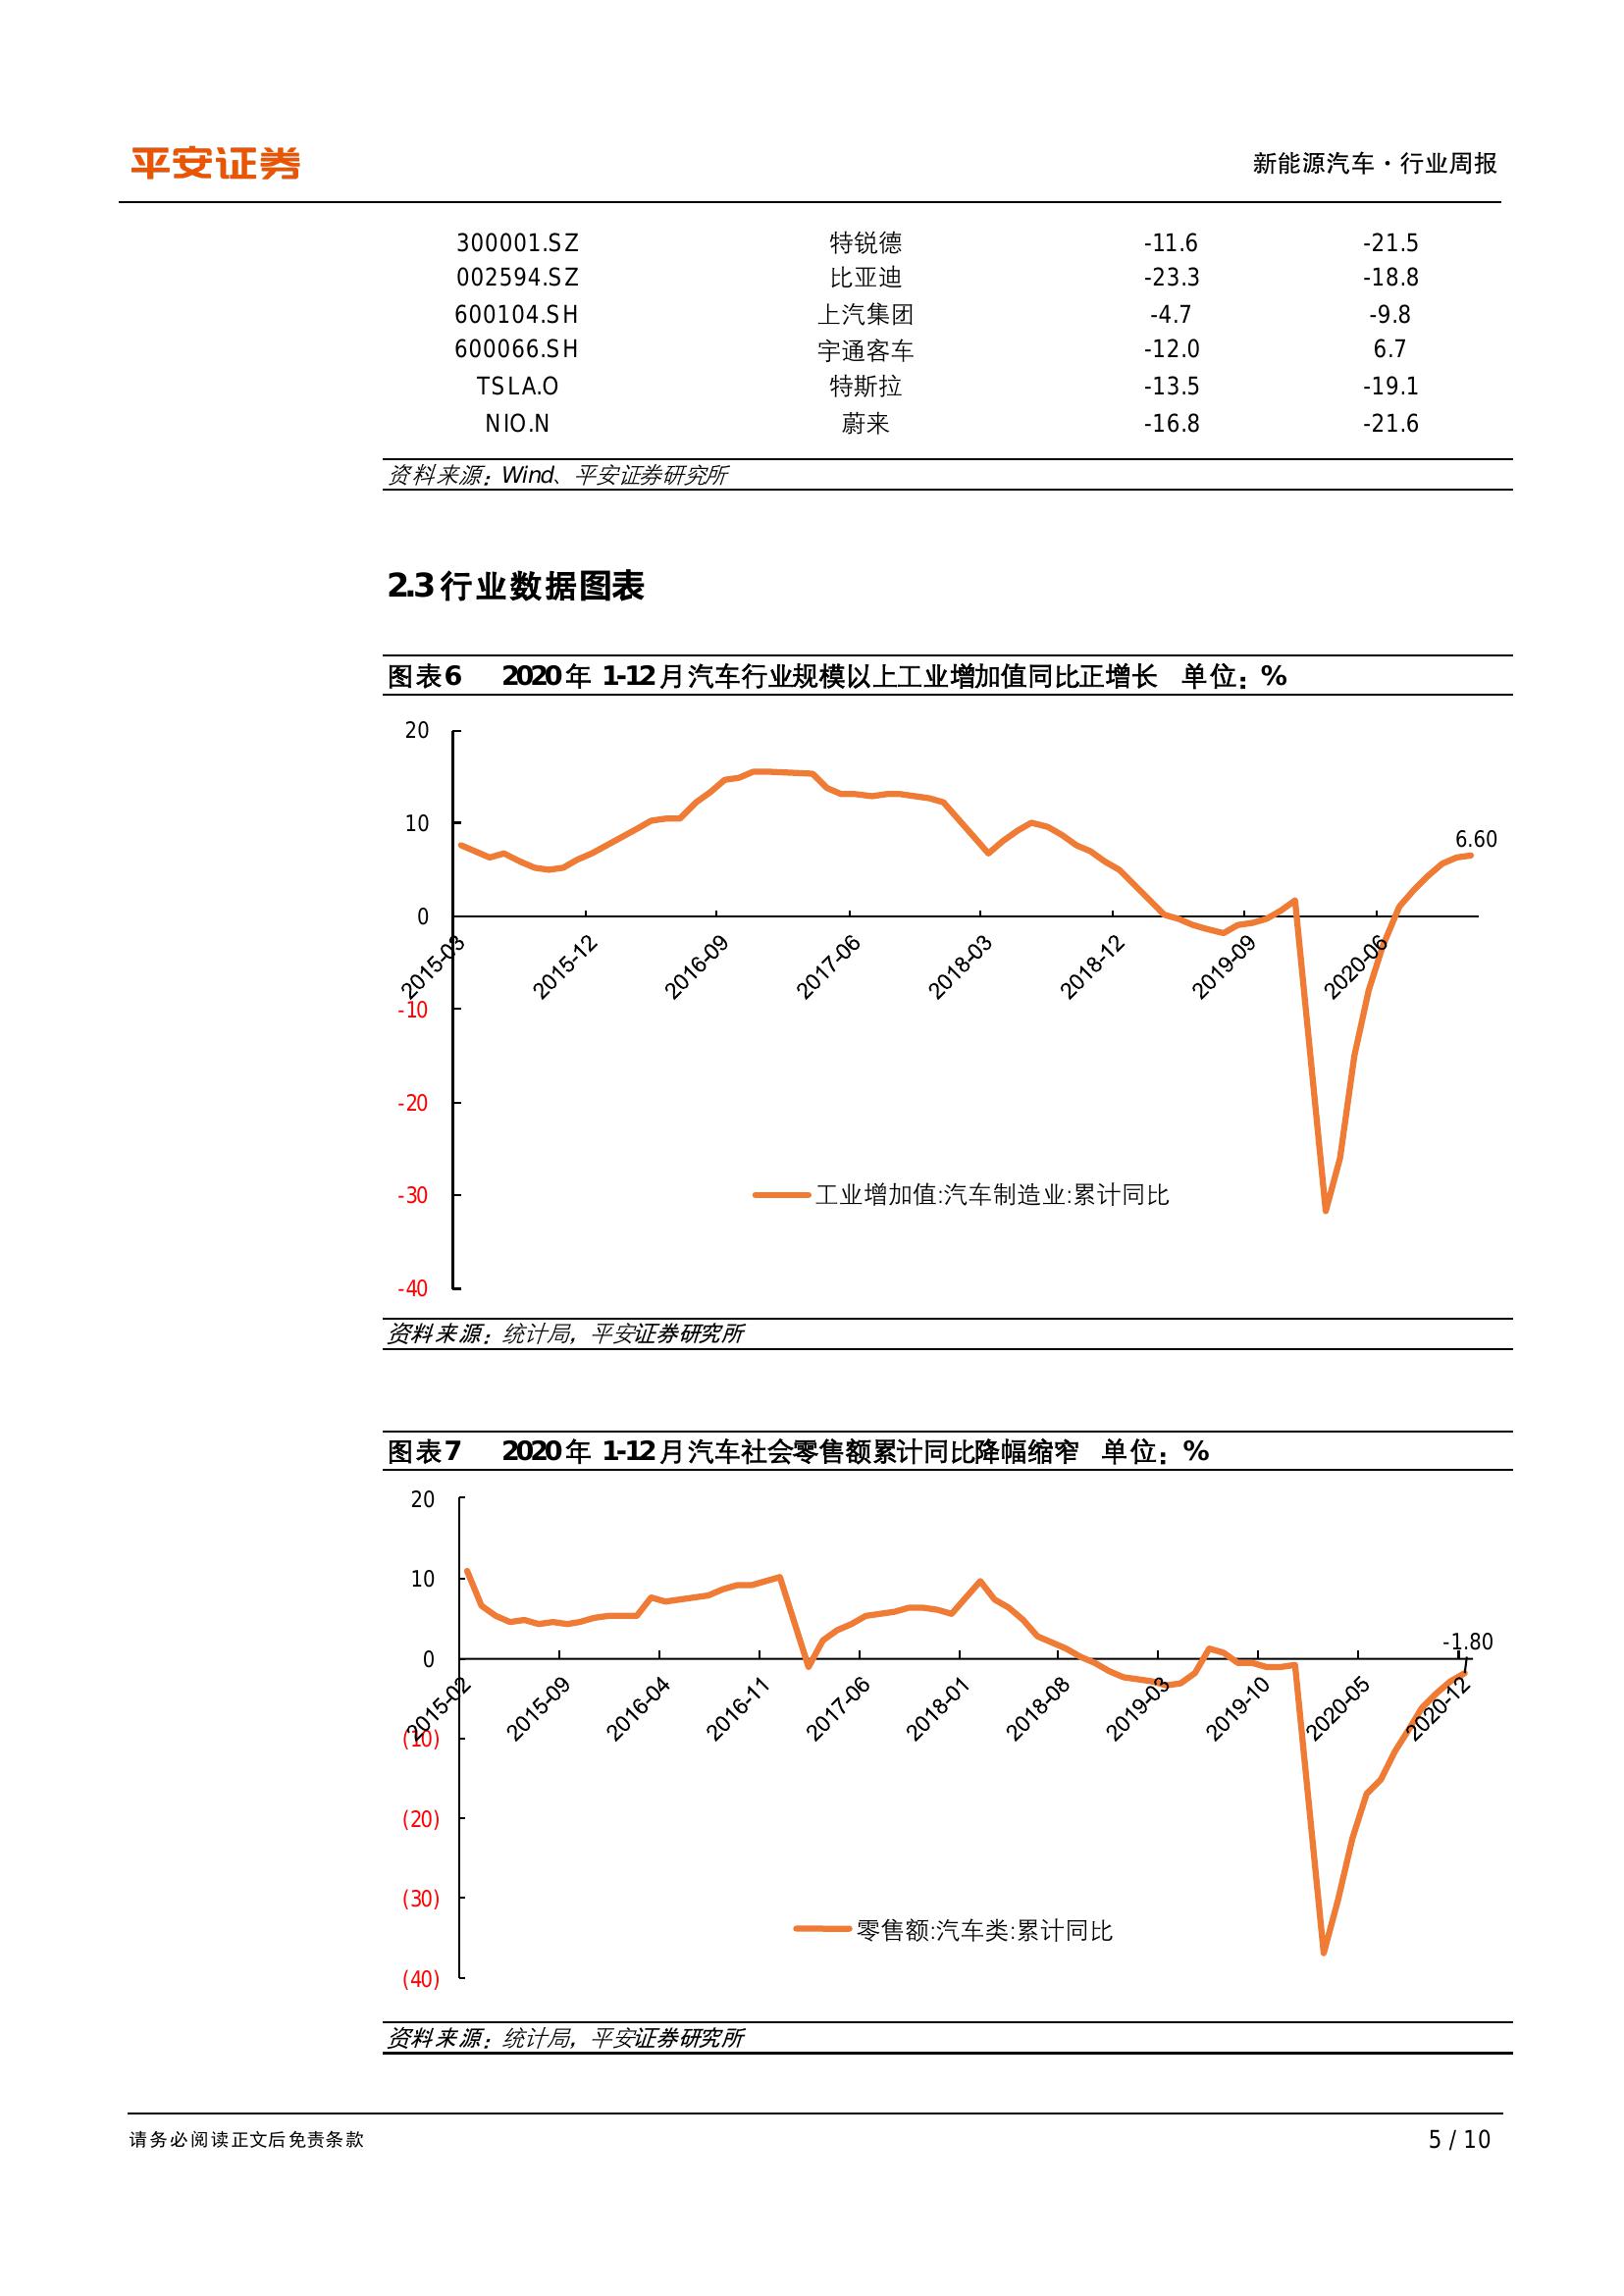 平安证券
新能源汽车·行业周报
300001.SZ 特锐德 -11.6 -21.5
002594.SZ 比亚迪 -23.3 -18.8
600104.SH 上汽集团 -4.7 -9.8
600066.SH 宇通客车 -12.0 6.7
TSLA.O 特斯拉 -13.5 -19.1
NIO.N 蔚来 -16.8 -21.6
资料来源：Wind、平安证券研究所
2.3 行业数据图表
图表6 2020年 1-12月汽车行业规模以上工业增加值同比正增长 单位：%
20
10
0
-10
-20
-30
-40
6.60
2015-03 2015-12 2016-09 2017-06 2018-03 2018-12 2019-09 2020-06
工业增加值:汽车制造业:累计同比
资料来源：统计局，平安证券研究所
图表7 2020年 1-12月汽车社会零售额累计同比降幅缩窄 单位：%
20
10
0
(10)
(20)
(30)
(40)
-1.80
2015-02 2015-09 2016-04 2016-11 2017-06 2018-01 2018-08 2019-03 2019-10 2020-05 2020-12
零售额:汽车类:累计同比
资料来源：统计局，平安证券研究所
请务必阅读正文后免责条款
5 / 10